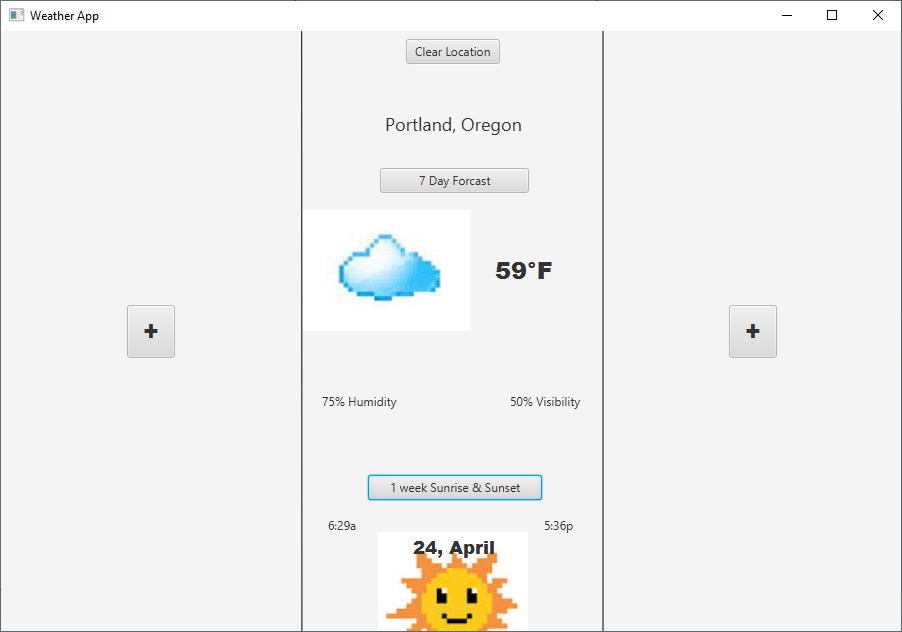 Weather App
Clear Location
Portland, Oregon
7 Day Forcast
59°F
+
+
75% Humidity
50% Visibility
1 week Sunrise & Sunset
6:29a
5:36p
24, April